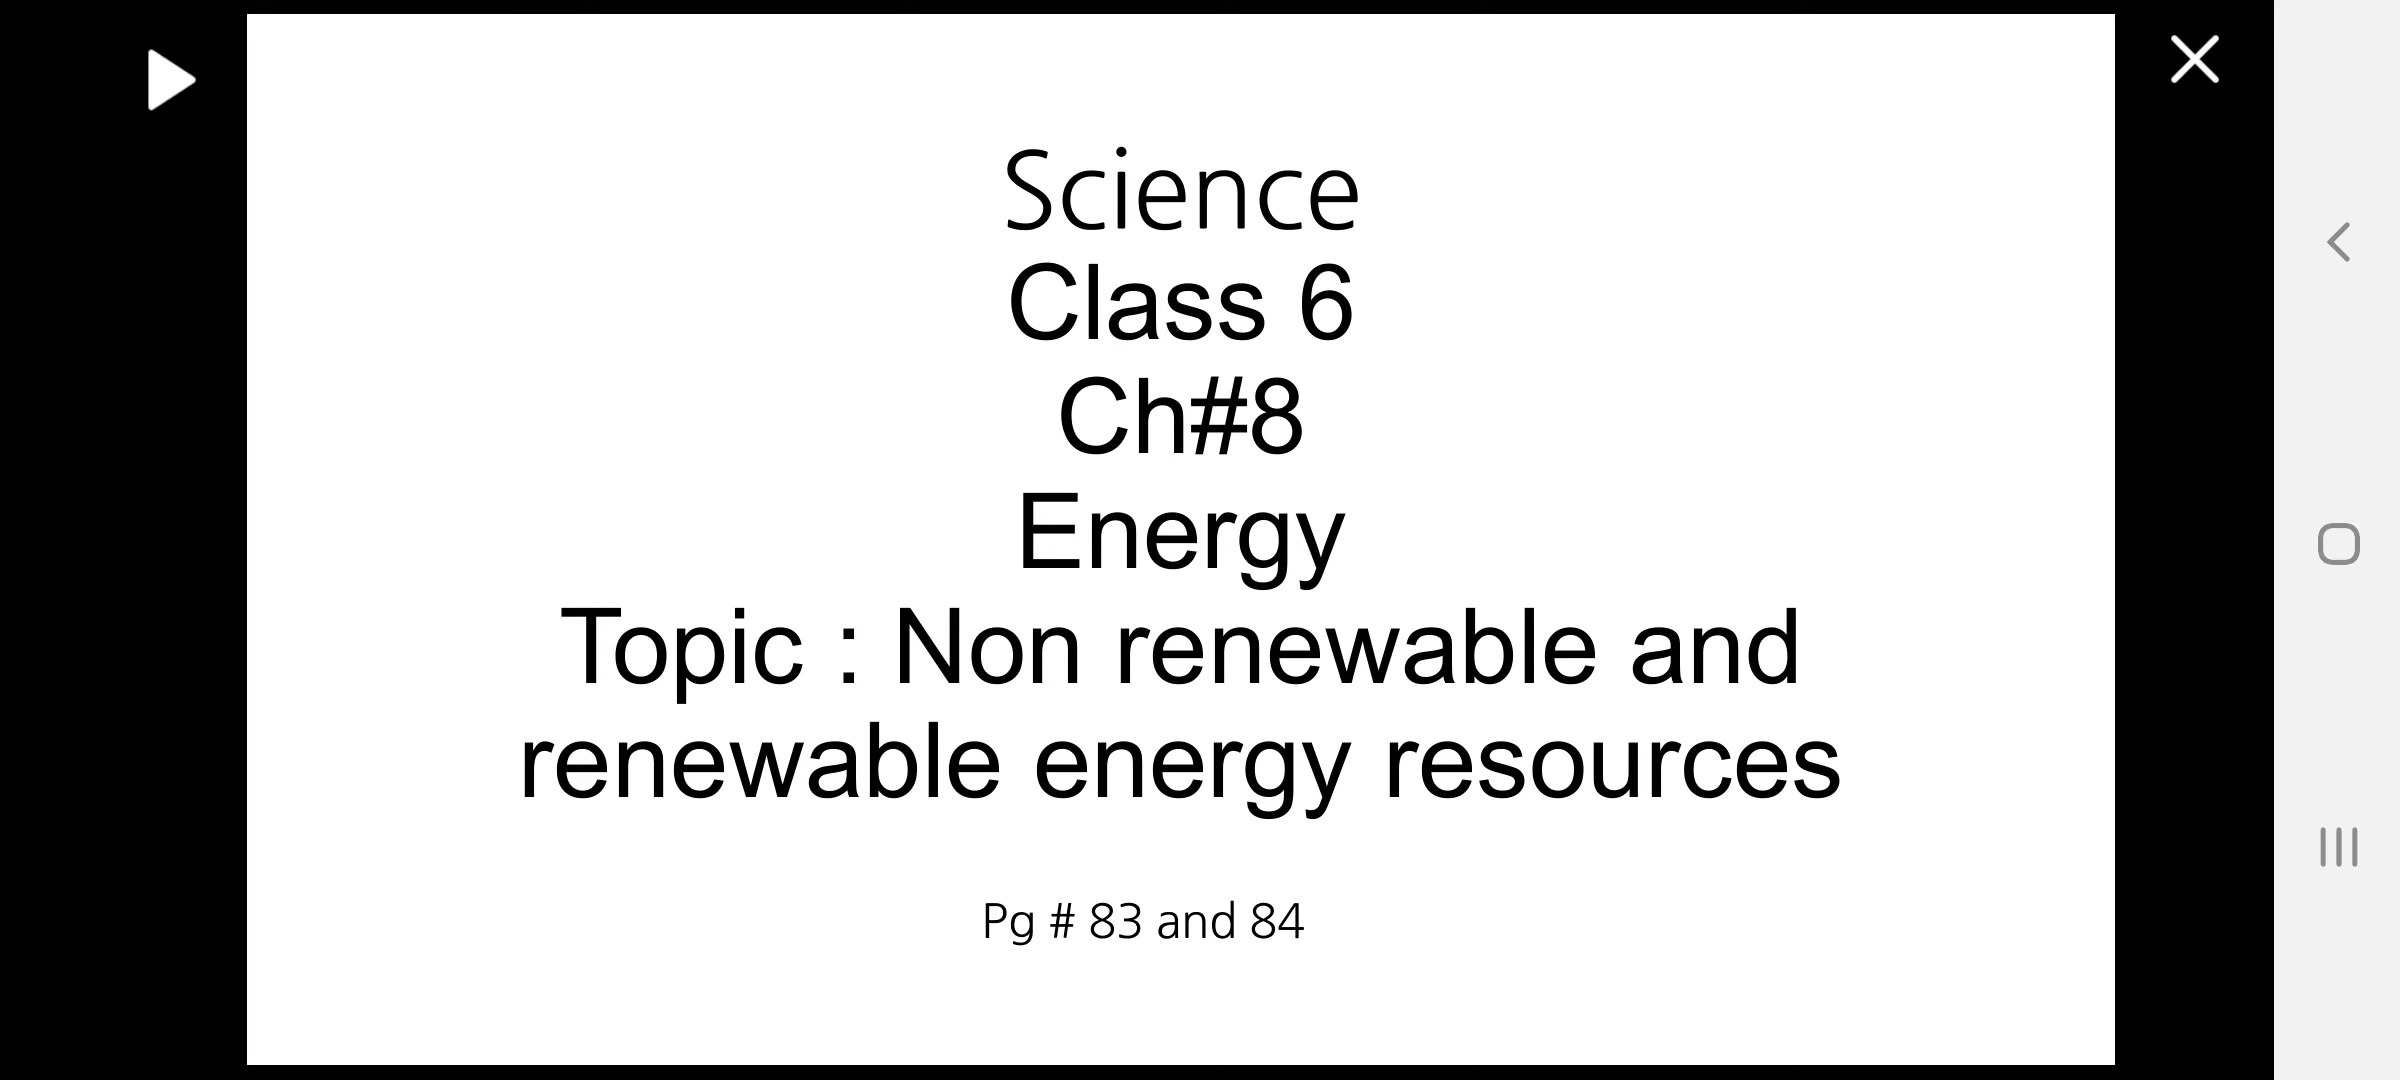 Science
Class 6
Ch#8
Energy
Topic : Non renewable and
renewable energy resources
Pg # 83 and 84